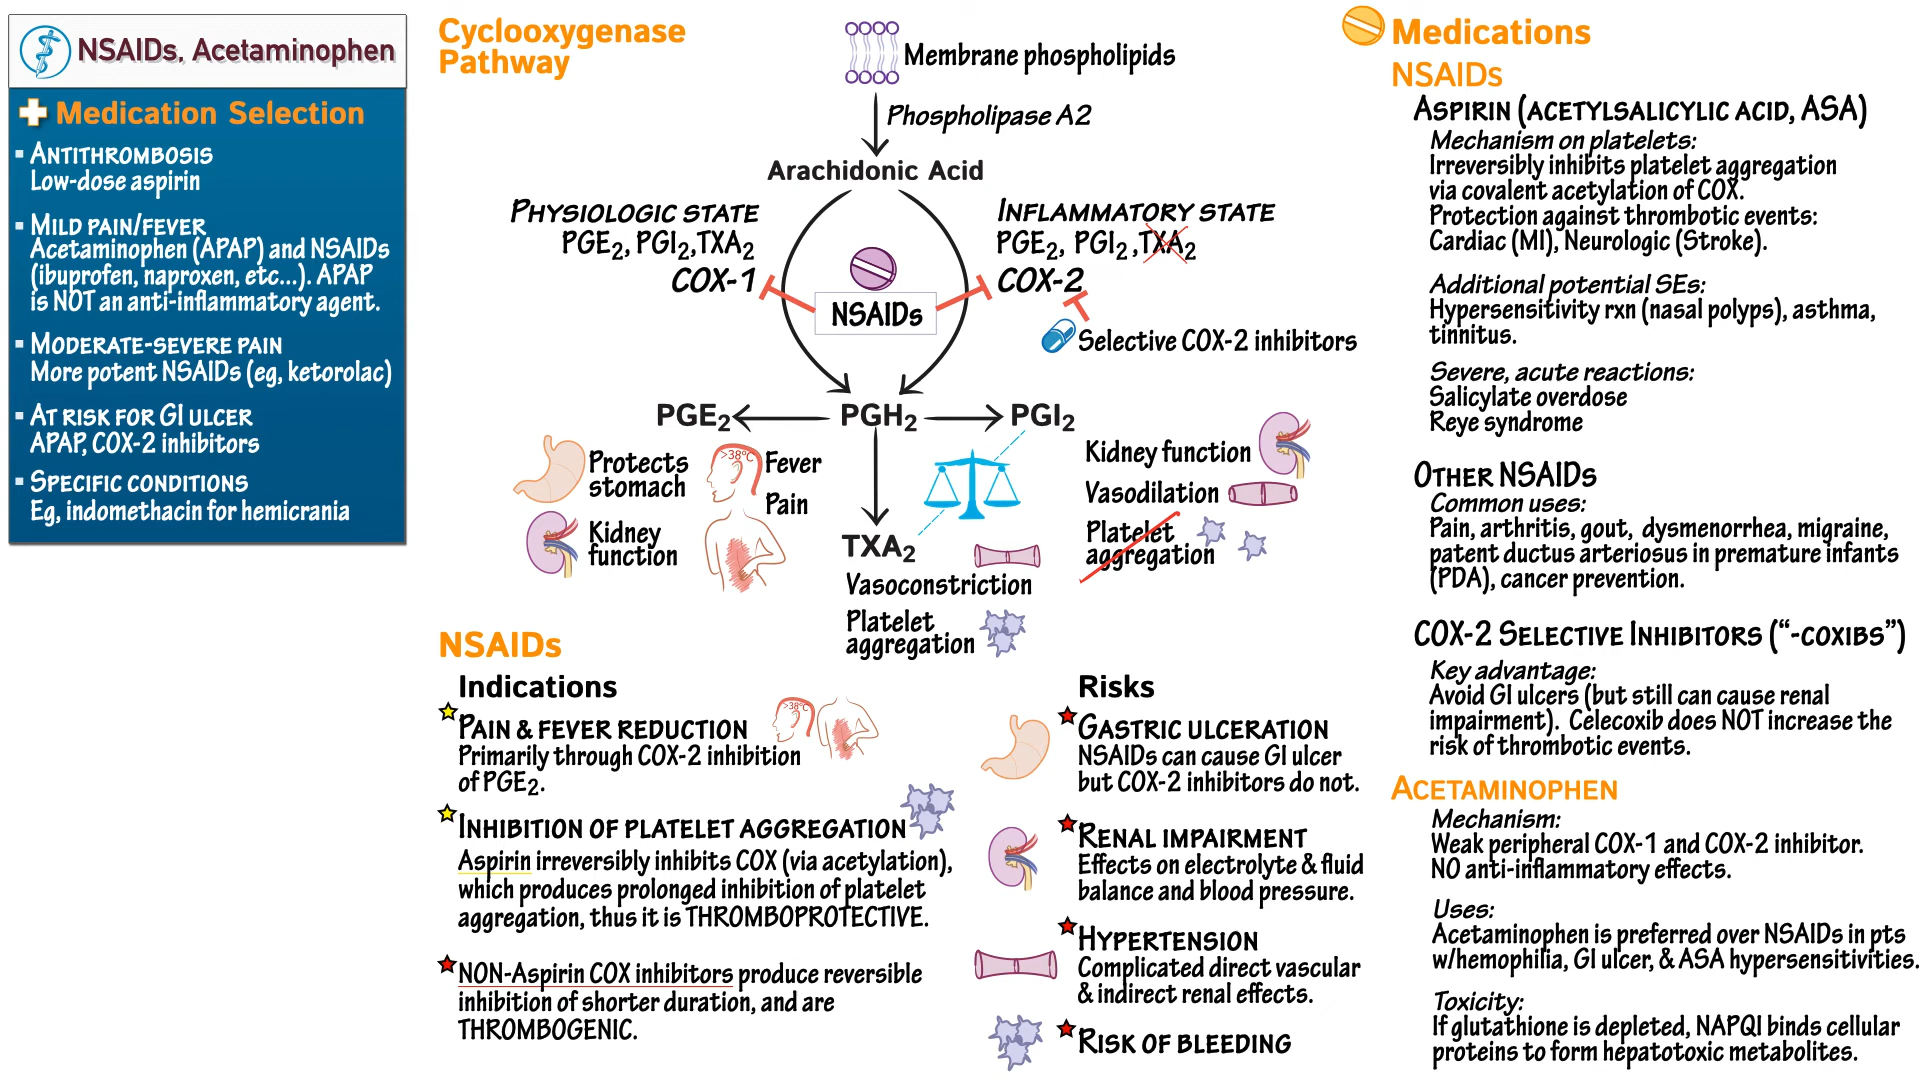 NSAIDs, Acetaminophen
Medication Selection
▪ ANTITHROMBOSIS
Low-dose aspirin
▪ MILD PAIN/FEVER
Acetaminophen (APAP) and NSAIDs
(ibuprofen, naproxen, etc...). APAP
is NOT an anti-inflammatory agent.
▪ MODERATE-SEVERE PAIN
More potent NSAIDs (eg, ketorolac)
▪ AT RISK FOR GI ULCER
APAP, COX-2 inhibitors
▪ SPECIFIC CONDITIONS
Eg, indomethacin for hemicrania
Cyclooxygenase
Pathway
Membrane phospholipids
Phospholipase A2
Arachidonic Acid
PHYSIOLOGIC STATE
PGE2, PGI2,TXA2
COX-1
INFLAMMATORY STATE
PGE2, PGI2 ,TXA2
COX-2
NSAIDs
Selective COX-2 inhibitors
PGE2
PGH2
PGI2
Protects
stomach
>38°C
Fever
Pain
Kidney
function
Kidney function
Vasodilation
Platelet
aggregation
TXA2
Vasoconstriction
Platelet
aggregation
NSAIDs
Indications
PAIN & FEVER REDUCTION
>38°C
Primarily through COX-2 inhibition
of PGE2.
INHIBITION OF PLATELET AGGREGATION
Aspirin irreversibly inhibits COX (via acetylation),
which produces prolonged inhibition of platelet
aggregation, thus it is THROMBOPROTECTIVE.
NON-Aspirin COX inhibitors produce reversible
inhibition of shorter duration, and are
THROMBOGENIC.
Risks
GASTRIC ULCERATION
NSAIDs can cause GI ulcer
but COX-2 inhibitors do not.
RENAL IMPAIRMENT
Effects on electrolyte & fluid
balance and blood pressure.
HYPERTENSION
Complicated direct vascular
& indirect renal effects.
RISK OF BLEEDING
Medications
NSAIDs
ASPIRIN (ACETYLSALICYLIC ACID, ASA)
Mechanism on platelets:
Irreversibly inhibits platelet aggregation
via covalent acetylation of COX.
Protection against thrombotic events:
Cardiac (MI), Neurologic (Stroke).
Additional potential SEs:
Hypersensitivity rxn (nasal polyps), asthma,
tinnitus.
Severe, acute reactions:
Salicylate overdose
Reye syndrome
OTHER NSAIDs
Common uses:
Pain, arthritis, gout, dysmenorrhea, migraine,
patent ductus arteriosus in premature infants
(PDA), cancer prevention.
COX-2 SELECTIVE INHIBITORS (“-COXIBS”)
Key advantage:
Avoid GI ulcers (but still can cause renal
impairment). Celecoxib does NOT increase the
risk of thrombotic events.
ACETAMINOPHEN
Mechanism:
Weak peripheral COX-1 and COX-2 inhibitor.
NO anti-inflammatory effects.
Uses:
Acetaminophen is preferred over NSAIDs in pts
w/hemophilia, GI ulcer, & ASA hypersensitivities.
Toxicity:
If glutathione is depleted, NAPQI binds cellular
proteins to form hepatotoxic metabolites.